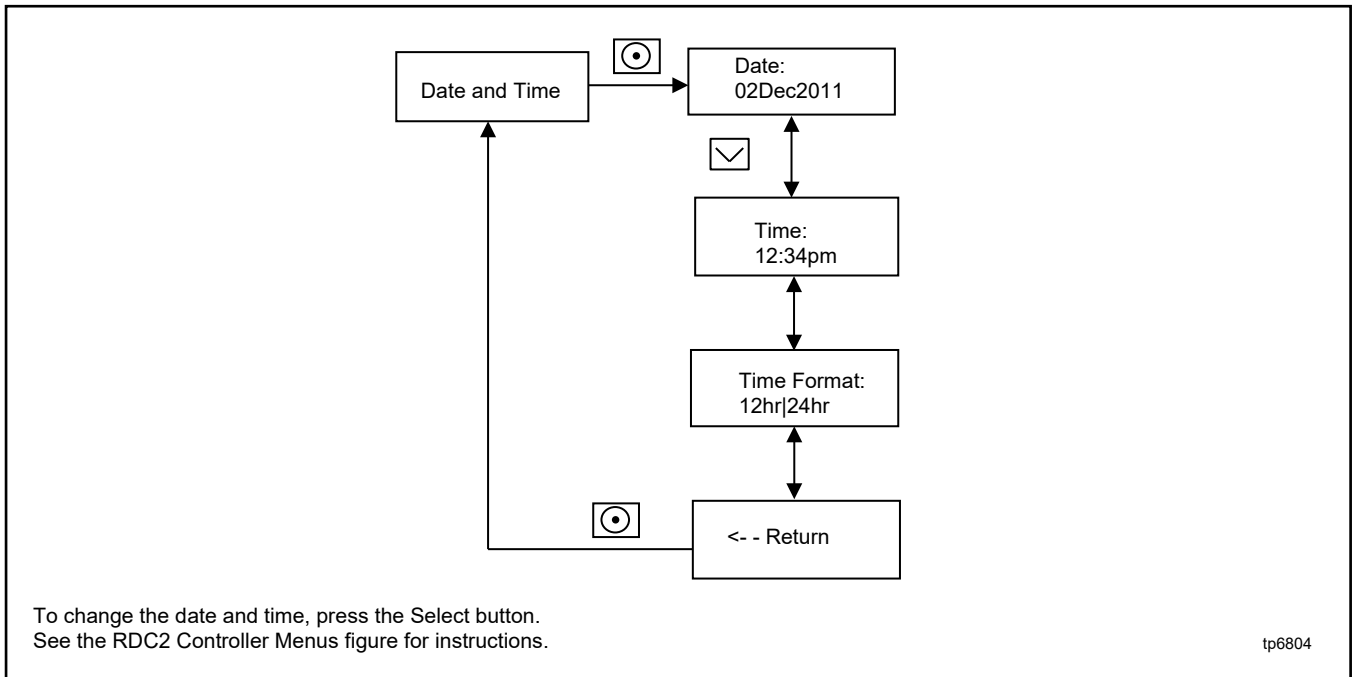 Date and Time
Date:
02Dec2011
Time:
12:34pm
Time Format:
12hr|24hr
<- - Return
To change the date and time, press the Select button.
See the RDC2 Controller Menus figure for instructions.
tp6804